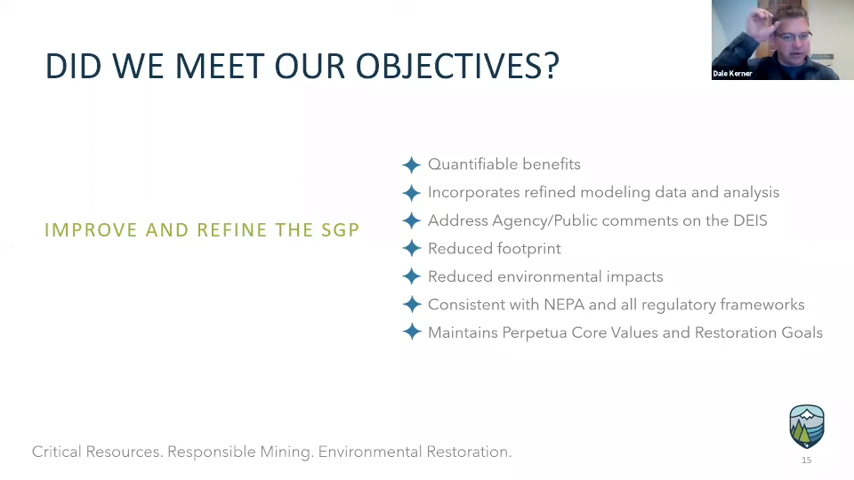 DID WE MEET OUR OBJECTIVES?
Dale Kerner
IMPROVE AND REFINE THE SGP
Quantifiable benefits
Incorporates refined modeling data and analysis
Address Agency/Public comments on the DEIS
Reduced footprint
Reduced environmental impacts
Consistent with NEPA and all regulatory frameworks
Maintains Perpetua Core Values and Restoration Goals
Critical Resources. Responsible Mining. Environmental Restoration.
15